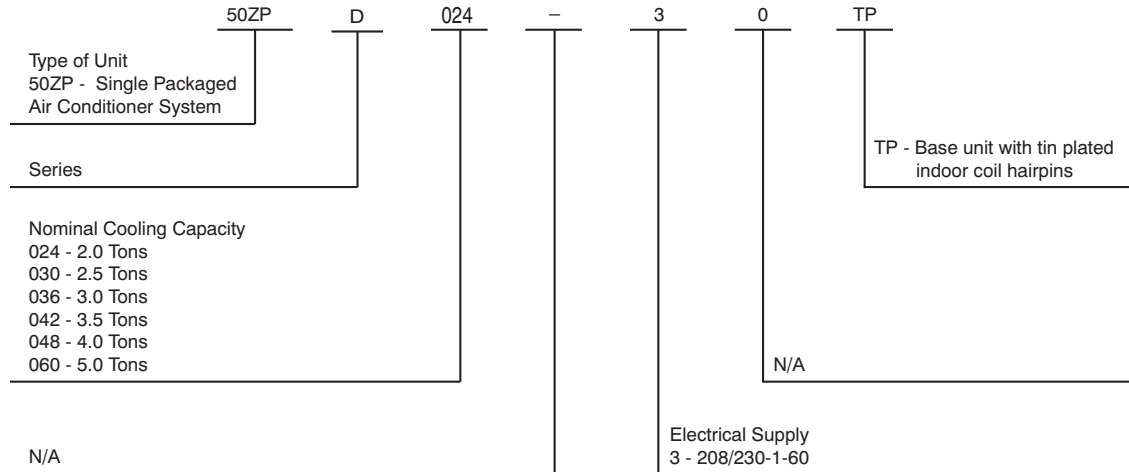 50ZP D 024 – 3 0 TP
Type of Unit
50ZP - Single Packaged
Air Conditioner System
TP - Base unit with tin plated
indoor coil hairpins
Series
Nominal Cooling Capacity
024 - 2.0 Tons
030 - 2.5 Tons
036 - 3.0 Tons
042 - 3.5 Tons
048 - 4.0 Tons
060 - 5.0 Tons
N/A
N/A
Electrical Supply
3 - 208/230-1-60